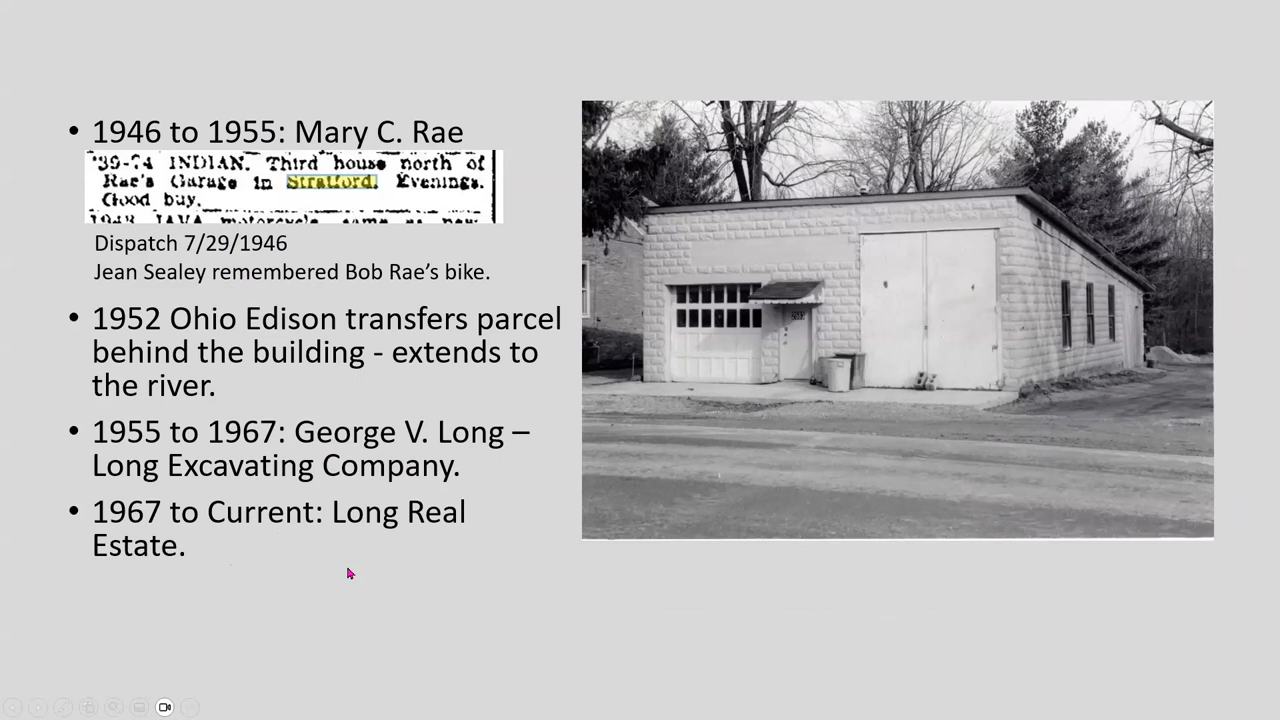 • 1946 to 1955: Mary C. Rae
'39-74 INDIAN. Third house north of
Rae's Garage in Stratford. Evenings.
Good buy.
Dispatch 7/29/1946
Jean Sealey remembered Bob Rae's bike.
• 1952 Ohio Edison transfers parcel
behind the building - extends to
the river.
• 1955 to 1967: George V. Long –
Long Excavating Company.
• 1967 to Current: Long Real
Estate.